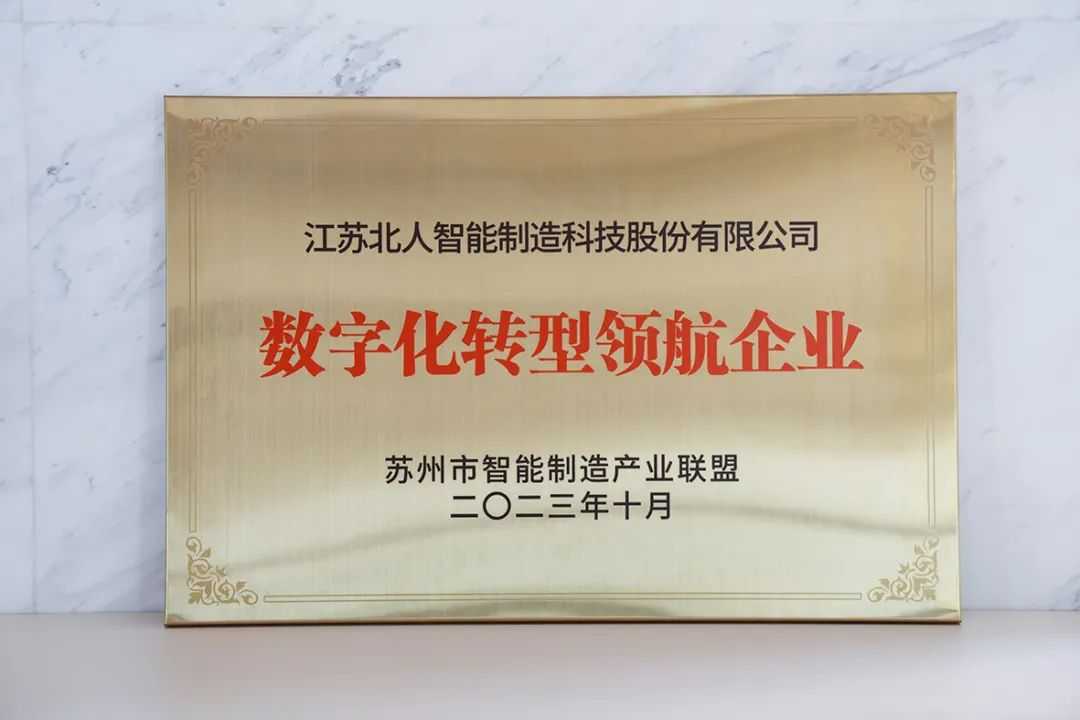 江苏北人智能制造科技股份有限公司
数字化转型领航企业
苏州市智能制造产业联盟
二〇二三年十月